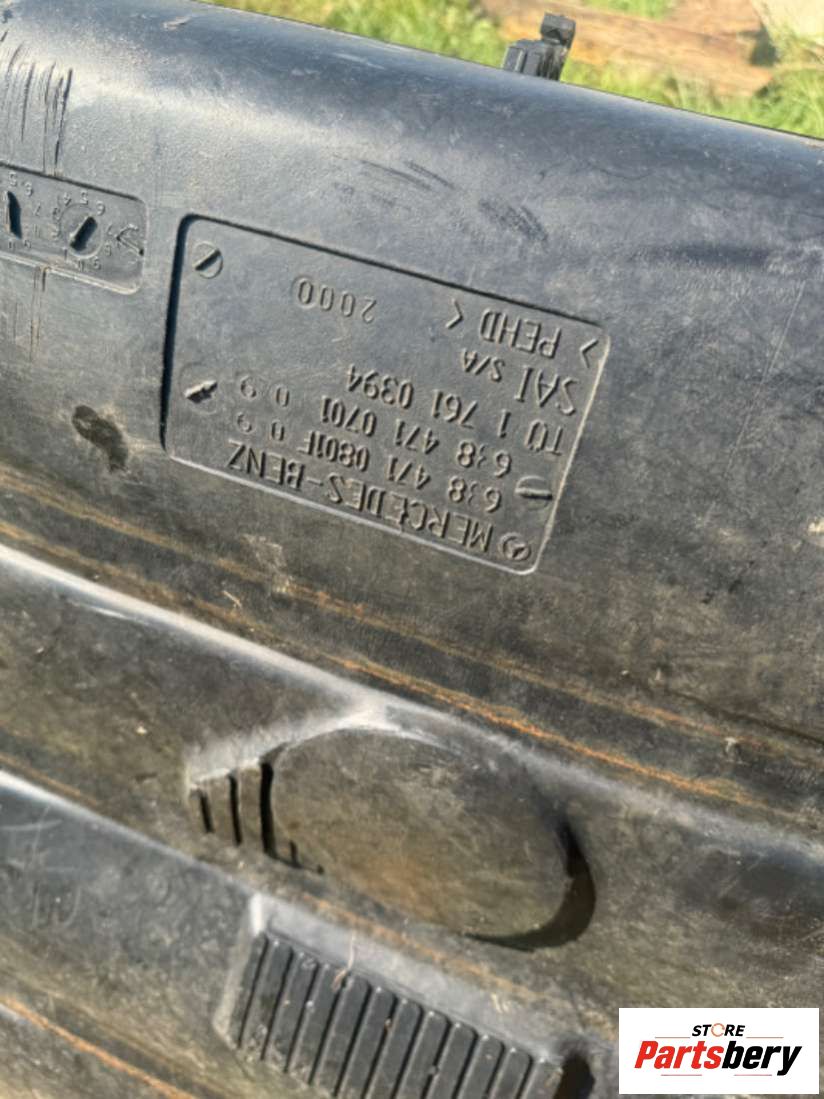 MERCEDES-BENZ
638 471 0801F 0 9
638 471 0701 0 9
TÜ 1 761 0394
SAI S/A
> PEHD <
2000
STORE
Partsbery